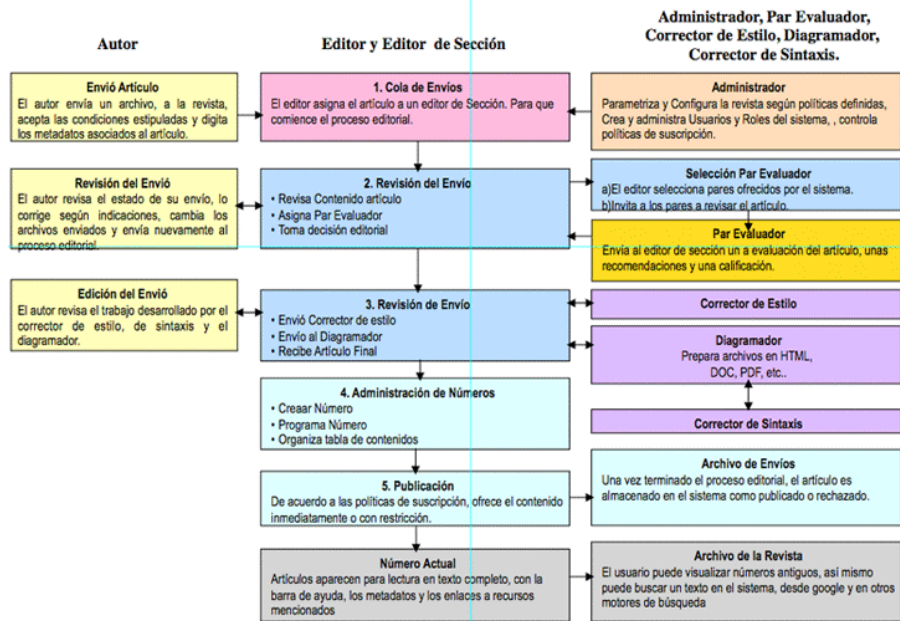 Autor
Editor y Editor de Sección
Administrador, Par Evaluador,
Corrector de Estilo, Diagramador,
Corrector de Sintaxis.
Envió Artículo
El autor envía un archivo, a la revista,
acepta las condiciones estipuladas y digita
los metadatos asociados al artículo.
1. Cola de Envíos
El editor asigna el artículo a un editor de Sección. Para que
comience el proceso editorial.
Administrador
Parametriza y Configura la revista según políticas definidas,
Crea y administra Usuarios y Roles del sistema, , controla
políticas de suscripción.
Revisión del Envió
El autor revisa el estado de su envío, lo
corrige según indicaciones, cambia los
archivos enviados y envía nuevamente al
proceso editorial.
2. Revisión del Envío
• Revisa Contenido artículo
• Asigna Par Evaluador
• Toma decisión editorial
Selección Par Evaluador
a)El editor selecciona pares ofrecidos por el sistema.
b)Invita a los pares a revisar el artículo.
Par Evaluador
Envía al editor de sección un a evaluación del artículo, unas
recomendaciones y una calificación.
Edición del Envió
El autor revisa el trabajo desarrollado por el
corrector de estilo, de sintaxis y el
diagramador.
3. Revisión de Envío
• Envió Corrector de estilo
• Envío al Diagramador
• Recibe Artículo Final
Corrector de Estilo
Diagramador
Prepara archivos en HTML,
DOC, PDF, etc..
Corrector de Sintaxis
4. Administración de Números
• Creaar Número
• Programa Número
• Organiza tabla de contenidos
5. Publicación
De acuerdo a las políticas de suscripción, ofrece el contenido
inmediatamente o con restricción.
Archivo de Envíos
Una vez terminado el proceso editorial, el artículo es
almacenado en el sistema como publicado o rechazado.
Número Actual
Artículos aparecen para lectura en texto completo, con la
barra de ayuda, los metadatos y los enlaces a recursos
mencionados
Archivo de la Revista
El usuario puede visualizar números antiguos, así mismo
puede buscar un texto en el sistema, desde google y en otros
motores de búsqueda